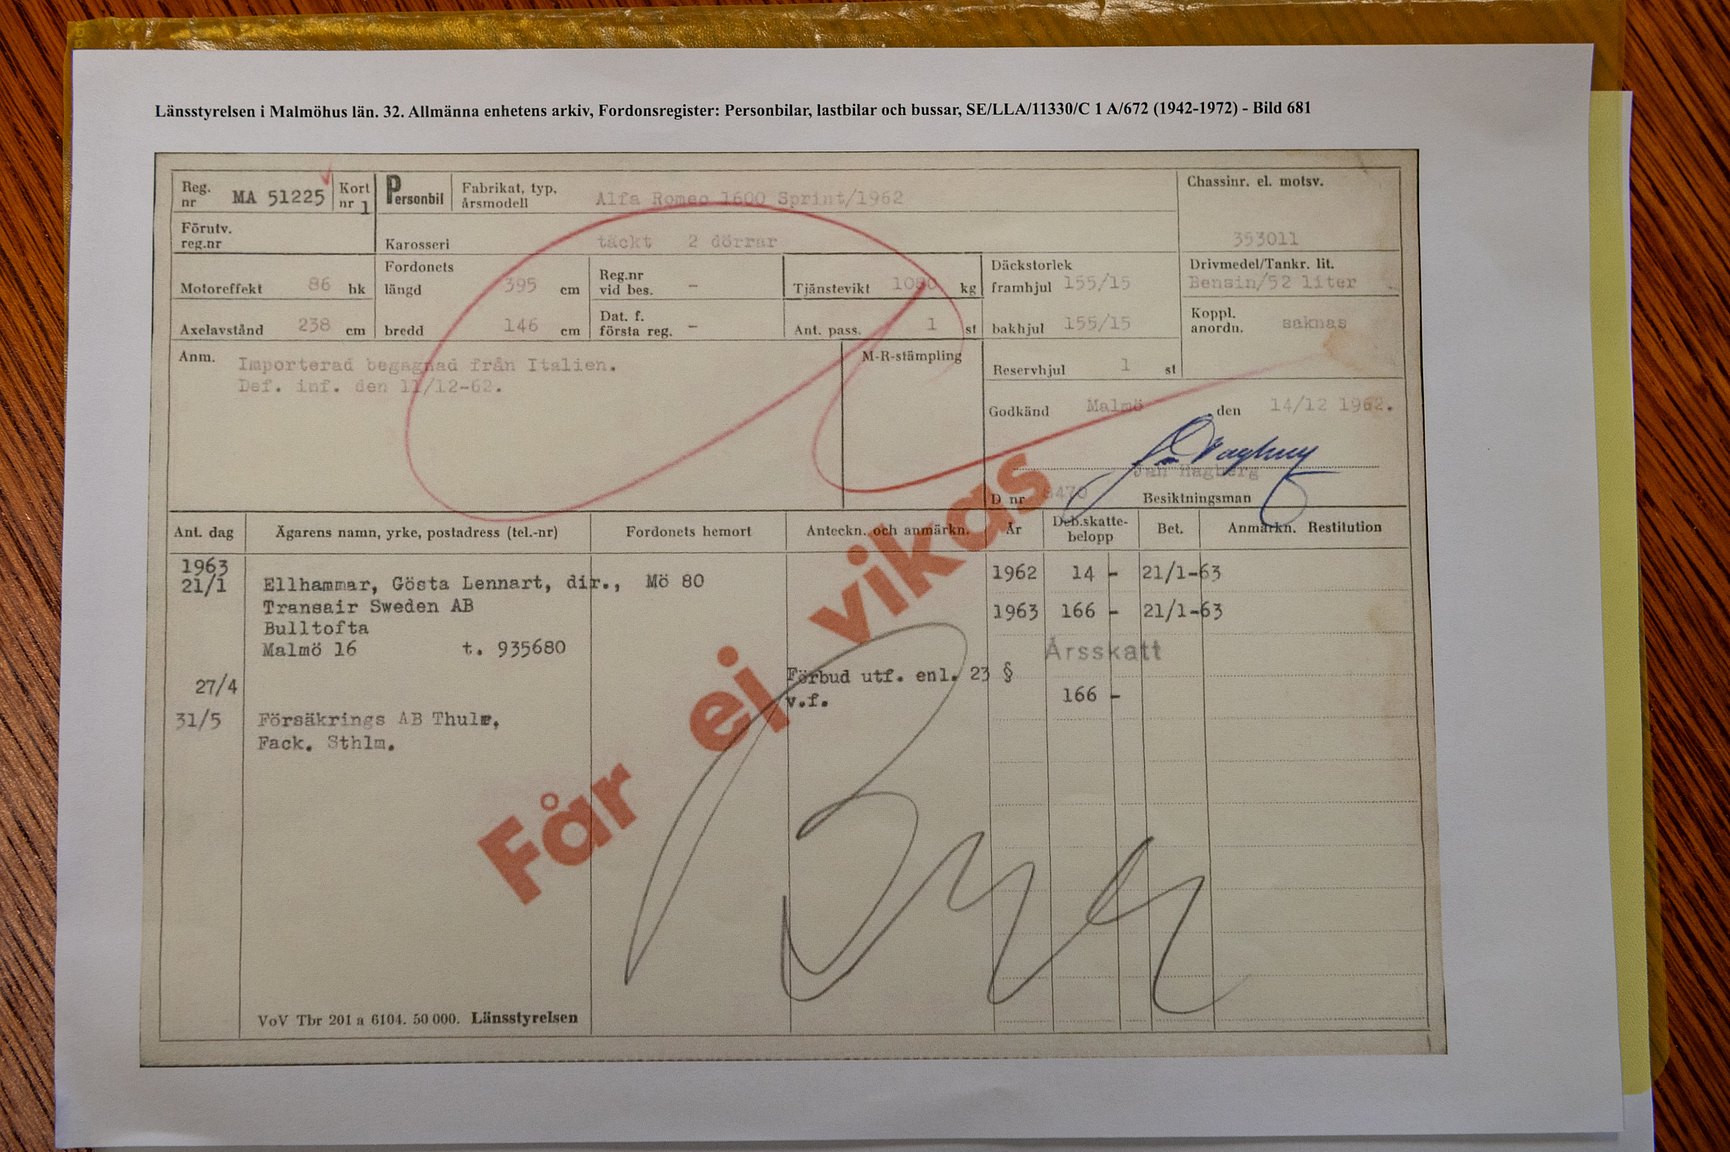 Länsstyrelsen i Malmöhus län. 32. Allmänna enhetens arkiv, Fordonsregister: Personbilar, lastbilar och bussar, SE/LLA/11330/C 1 A/672 (1942-1972) - Bild 681
Reg. nr MA 51225 Kort nr 1 Personbil Fabrikat, typ. årsmodell Alfa Romeo 1600 Sprint/1962 Chassinr. el. motsv.
353011
Förutv. reg.nr Karosseri täckt 2 dörrar
Motoreffekt 86 hk Fordonets längd 395 cm Reg.nr vid bes. - Tjänstevikt kg Däckstorlek framhjul 155/15 Drivmedel/Tankr. lit. Bensin/52 liter
Axelavstånd 238 cm bredd 146 cm Dat. f. första reg. - Ant. pass. 1 st bakhjul 155/15 Koppl. anordn. saknas
Anm. Importerad begagnad från Italien. M-R-stämpling Reservhjul 1 st
Def. inf. den 11/12-62.
Godkänd Malmö, den 14/12 1962.
Jan Hagberg
D nr Besiktningsman
Ant. dag Ägarens namn, yrke, postadress (tel.-nr) Fordonets hemort Anteckn. och anmärkn. År Deb.skatte-belopp Bet. Anmärkn. Restitution
1963
21/1 Ellhammar, Gösta Lennart, dir., Mö 80 1962 14 - 21/1-63
Transair Sweden AB 1963 166 - 21/1-63
Bulltofta
Malmö 16 t. 935680 Årsskatt
27/4 Förbud utf. enl. 23 § 166 -
v.f.
31/5 Försäkrings AB Thule,
Fack. Sthlm.
Får ej vikas
VoV Tbr 201 a 6104. 50 000. Länsstyrelsen